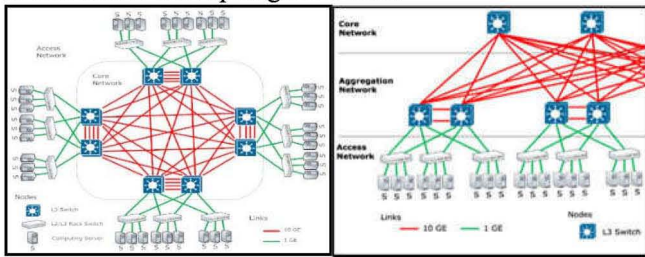 Access
Network
Core
Network
Nodes
L3 Switch
L2/L3 Rack Switch
Computing Server
Links
10 GE
1 GE
Core
Network
Aggregation
Network
Access
Network
S S S S S S S S S S S S
Links
10 GE
1 GE
Nodes
L3 Switch